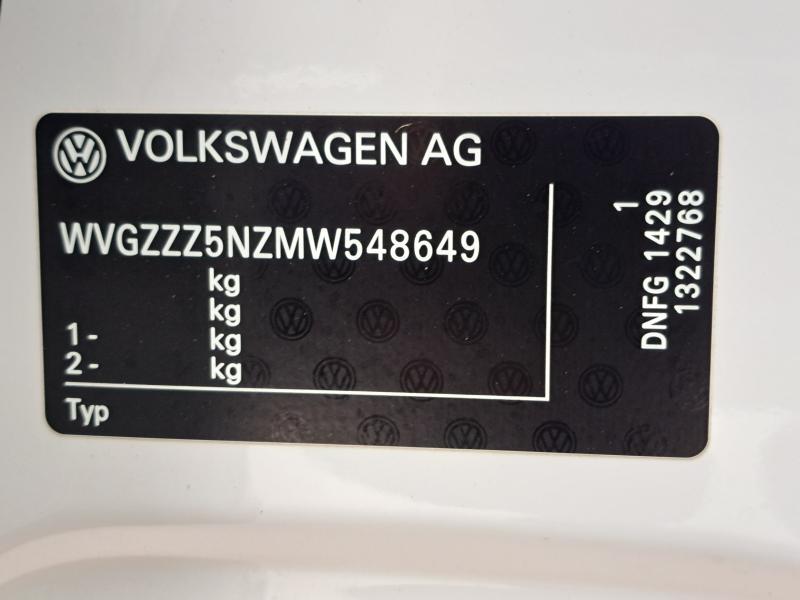 VOLKSWAGEN AG
WVGZZZ5NZMW548649
kg
kg
1- kg
2- kg
Typ
1
DNFG 1429
1322768